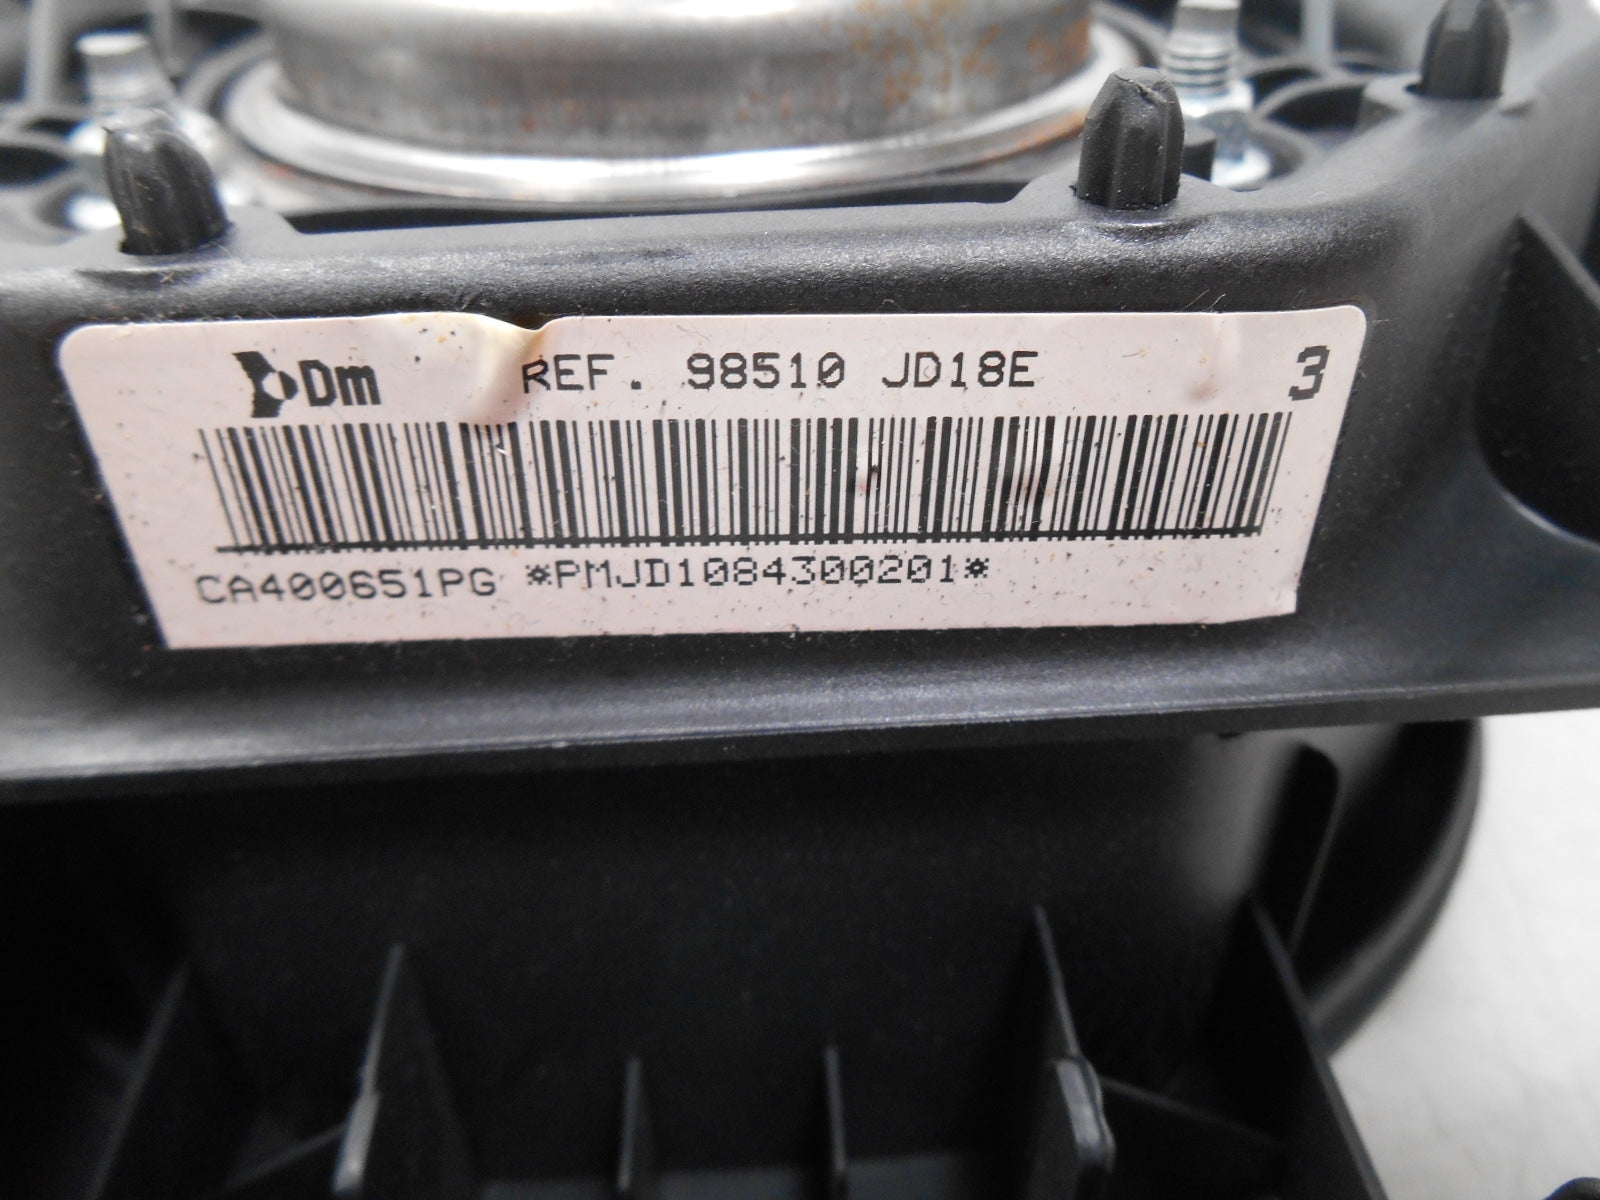 Dm REF. 98510 JD18E 3
CA400651PG *PMJD1084300201*